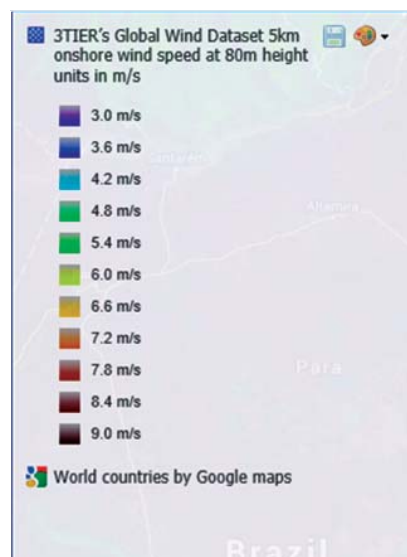 3TIER's Global Wind Dataset 5km
onshore wind speed at 80m height
units in m/s
3.0 m/s
3.6 m/s
4.2 m/s
4.8 m/s
5.4 m/s
6.0 m/s
6.6 m/s
7.2 m/s
7.8 m/s
8.4 m/s
9.0 m/s
World countries by Google maps
Santarém
Altamira
Para
Brazil